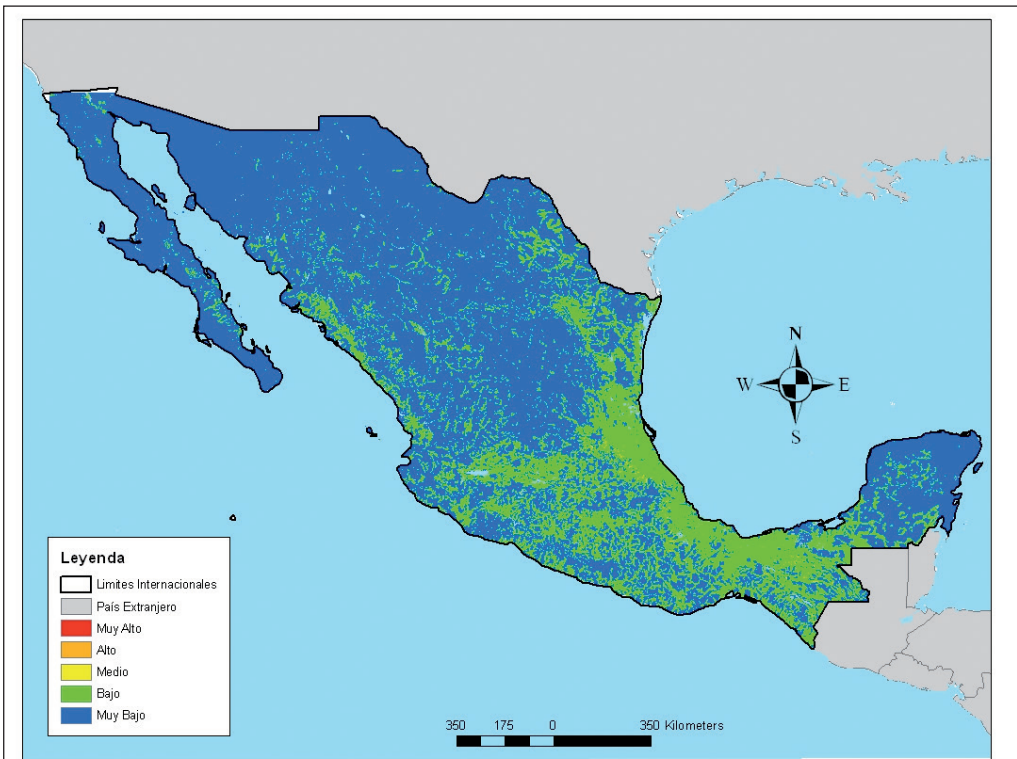 N
W E
S
Leyenda
Limites Internacionales
País Extranjero
Muy Alto
Alto
Medio
Bajo
Muy Bajo
350 175 0 350 Kilometers